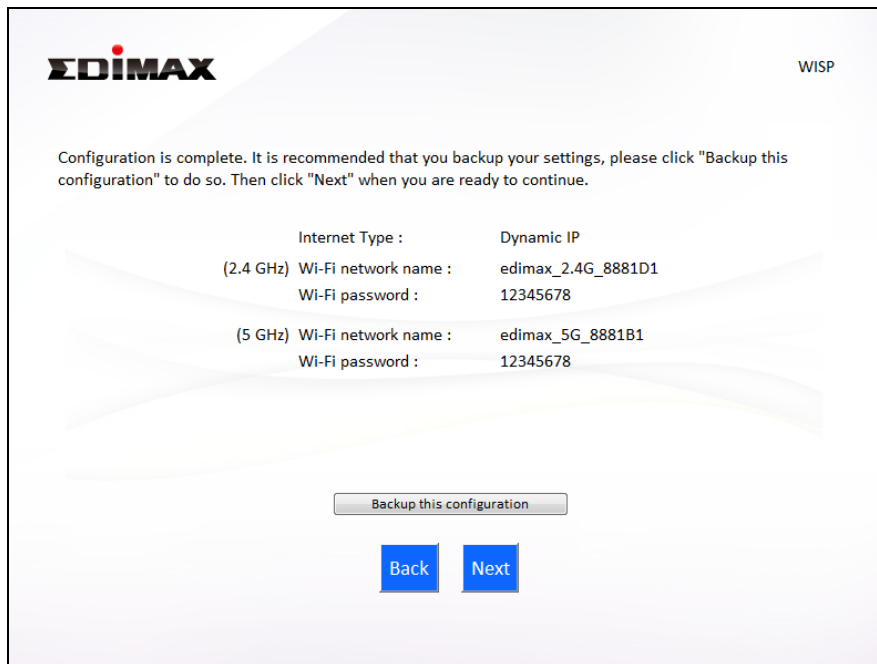 EDIMAX
WISP
Configuration is complete. It is recommended that you backup your settings, please click "Backup this
configuration" to do so. Then click "Next" when you are ready to continue.
Internet Type : Dynamic IP
(2.4 GHz) Wi-Fi network name : edimax_2.4G_8881D1
Wi-Fi password : 12345678
(5 GHz) Wi-Fi network name : edimax_5G_8881B1
Wi-Fi password : 12345678
Backup this configuration
Back Next